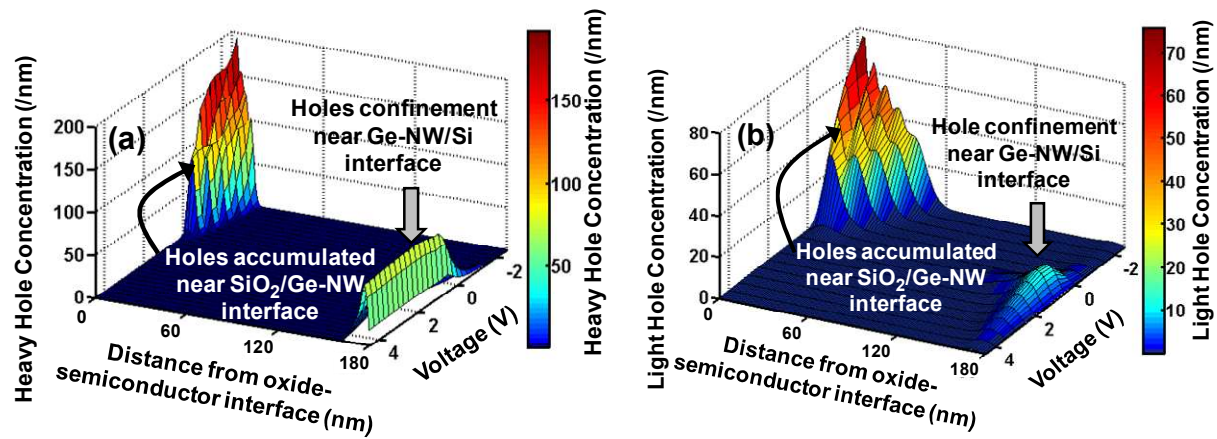 Heavy Hole Concentration (/nm)
200
150
100
50
0
(a)
Holes confinement
near Ge-NW/Si
interface
Holes accumulated
near SiO₂/Ge-NW
interface
0
60
120
180
Distance from oxide-
semiconductor interface (nm)
4
2
0
-2
Voltage (V)
150
100
50
Heavy Hole Concentration (/nm)
Light Hole Concentration (/nm)
80
60
40
20
0
(b)
Hole confinement
near Ge-NW/Si
interface
Holes accumulated
near SiO₂/Ge-NW
interface
0
60
120
180
Distance from oxide-
semiconductor interface (nm)
4
2
0
-2
Voltage (V)
70
60
50
40
30
20
10
Light Hole Concentration (/nm)